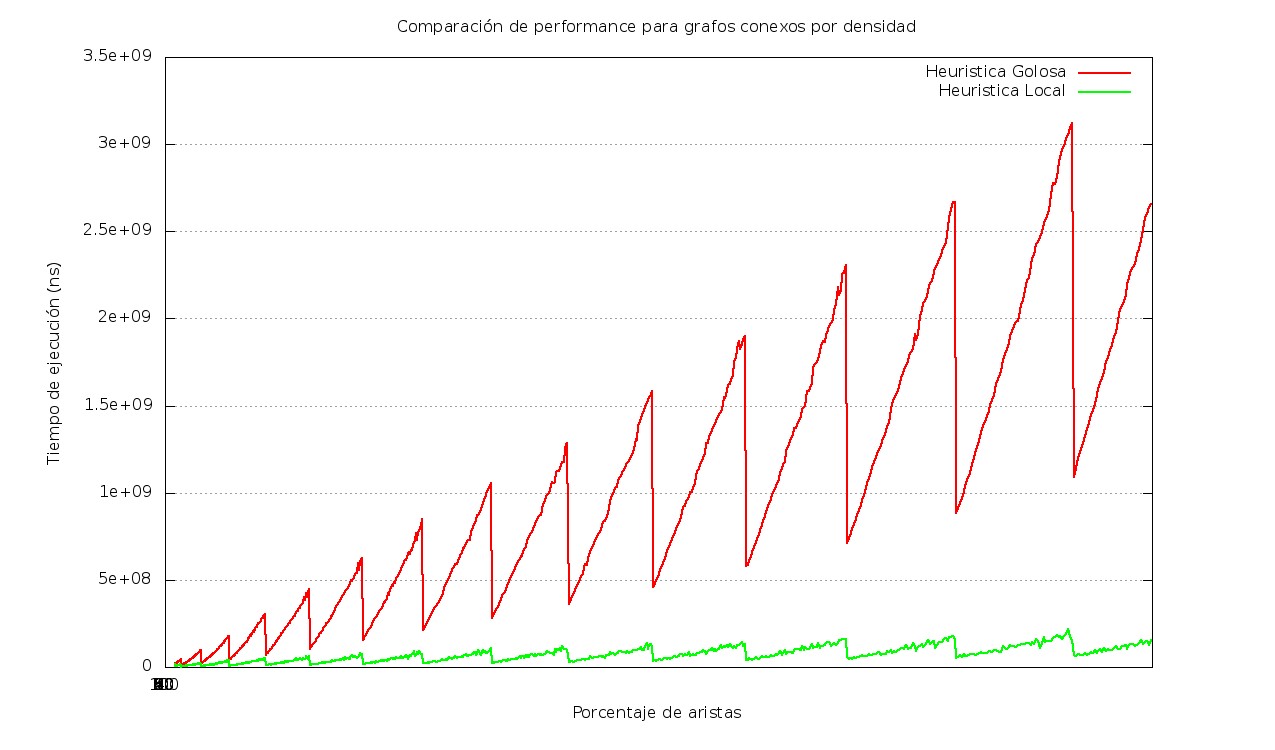 Comparación de performance para grafos conexos por densidad
3.5e+09
3e+09
2.5e+09
2e+09
1.5e+09
1e+09
5e+08
0
Heuristica Golosa
Heuristica Local
Tiempo de ejecución (ns)
Porcentaje de aristas